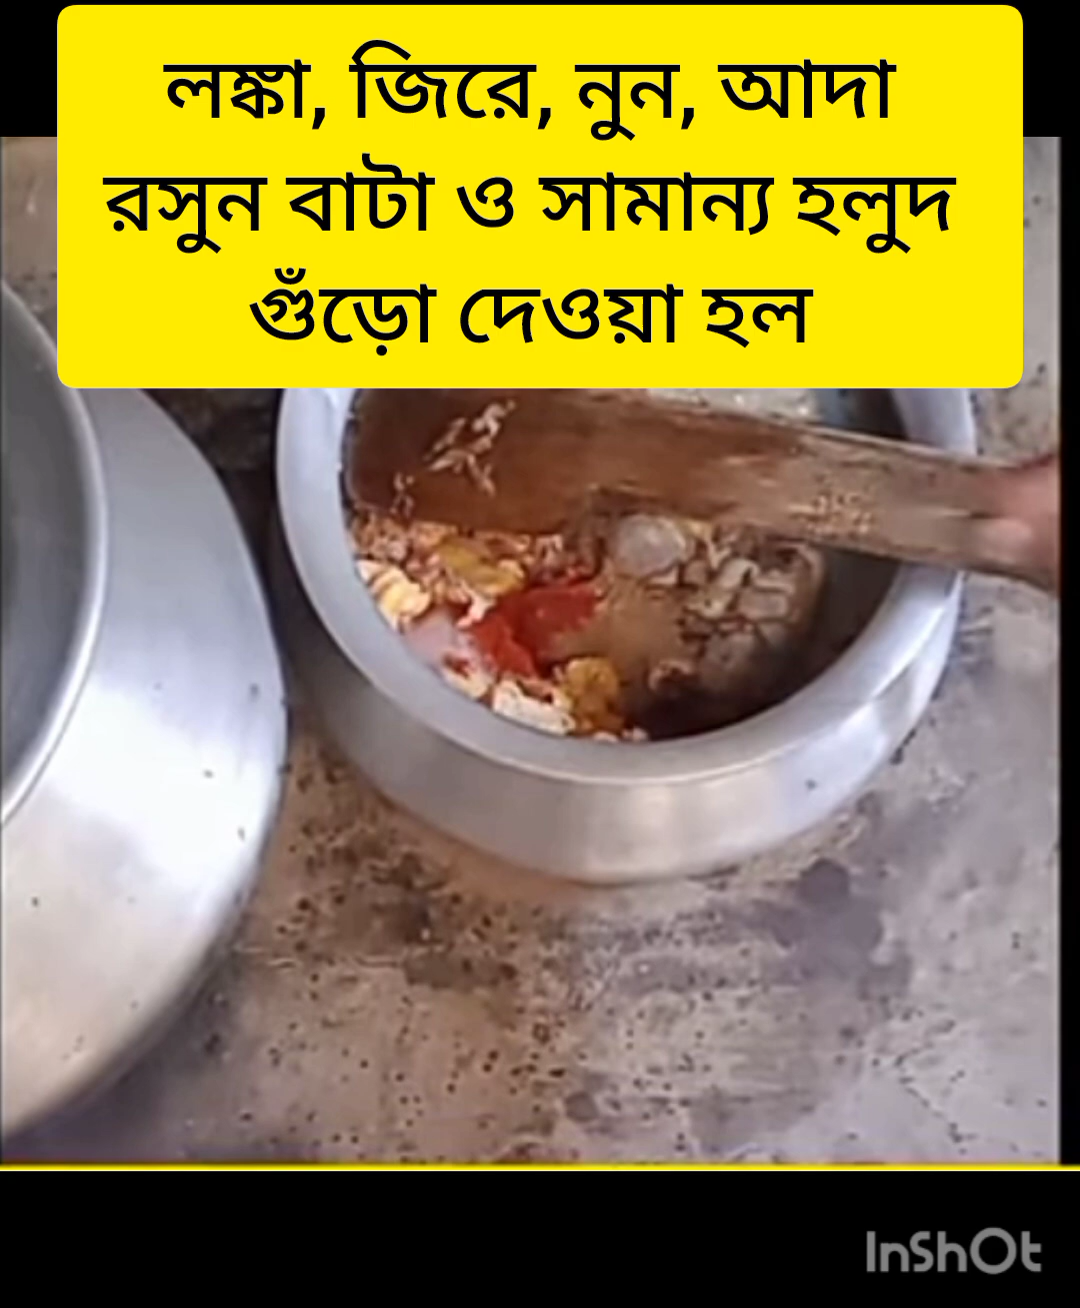 লঙ্কা, জিরে, নুন, আদা
রসুন বাটা ও সামান্য হলুদ
গুঁড়ো দেওয়া হল
InShOt